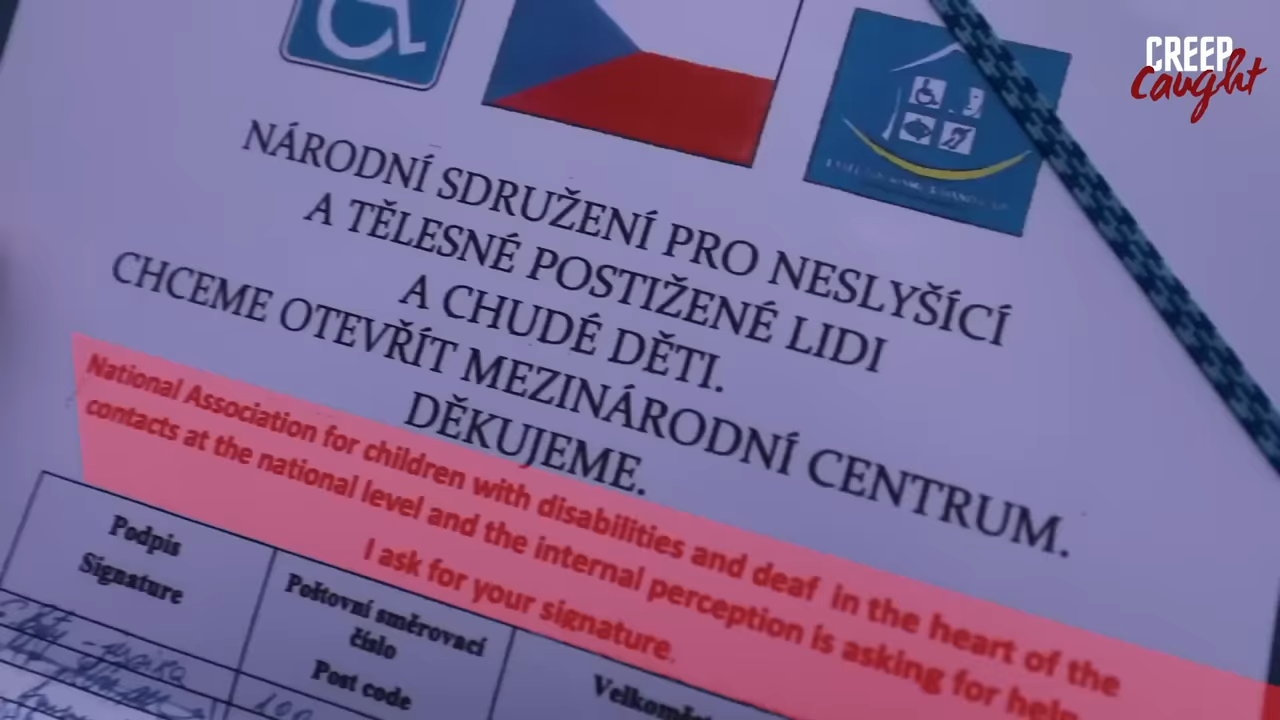 CREEP
Caught
NÁRODNÍ SDRUŽENÍ PRO NESLYŠÍCÍ
A TĚLESNÉ POSTIŽENÉ LIDI
A CHUDÉ DĚTI.
CHCEME OTEVŘÍT MEZINÁRODNÍ CENTRUM.
DĚKUJEME.
National Association for children with disabilities and deaf in the heart of the
contacts at the national level and the internal perception is asking for help
I ask for your signature.
Podpis
Signature
Poštovní směrovací
číslo
Post code